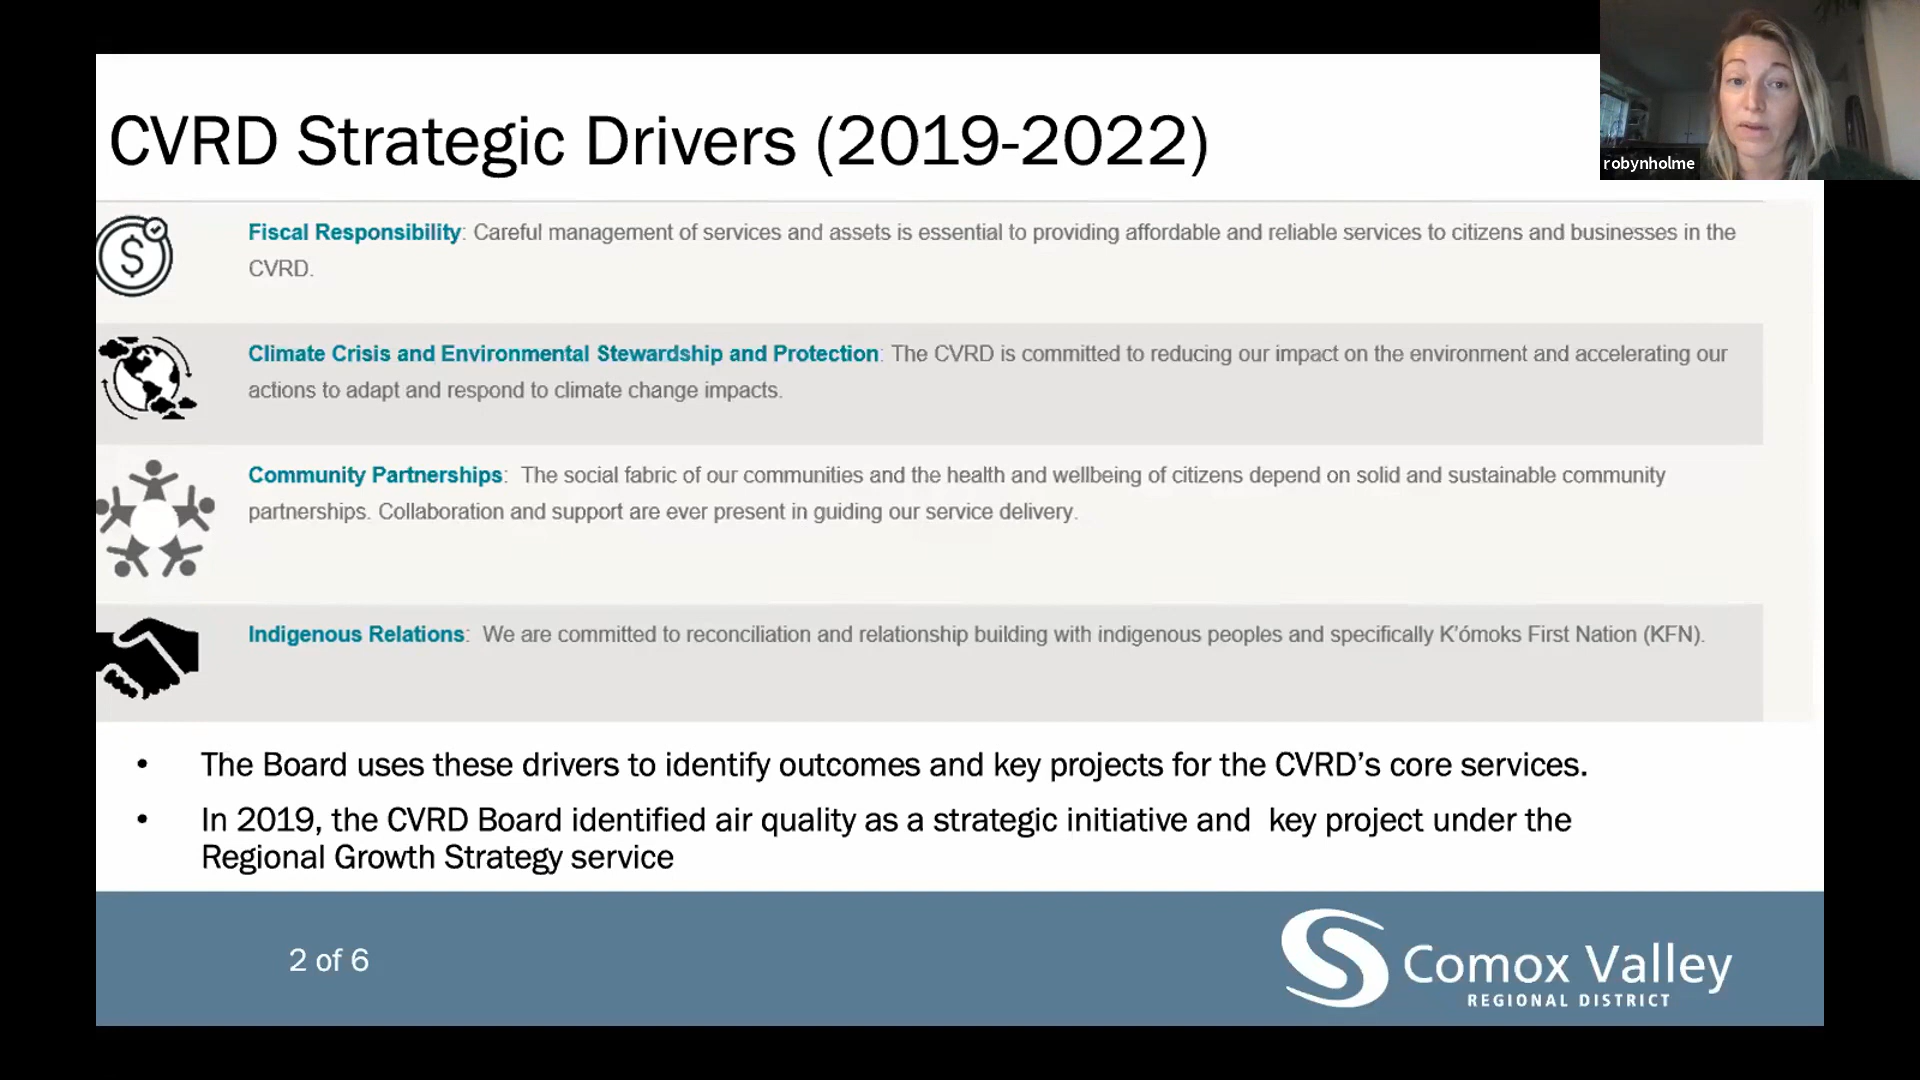 CVRD Strategic Drivers (2019-2022)
robynholme
Fiscal Responsibility: Careful management of services and assets is essential to providing affordable and reliable services to citizens and businesses in the
CVRD.
Climate Crisis and Environmental Stewardship and Protection: The CVRD is committed to reducing our impact on the environment and accelerating our
actions to adapt and respond to climate change impacts.
Community Partnerships: The social fabric of our communities and the health and wellbeing of citizens depend on solid and sustainable community
partnerships. Collaboration and support are ever present in guiding our service delivery.
Indigenous Relations: We are committed to reconciliation and relationship building with indigenous peoples and specifically K'ómoks First Nation (KFN).
• The Board uses these drivers to identify outcomes and key projects for the CVRD's core services.
• In 2019, the CVRD Board identified air quality as a strategic initiative and key project under the
Regional Growth Strategy service
2 of 6
Comox Valley
REGIONAL DISTRICT